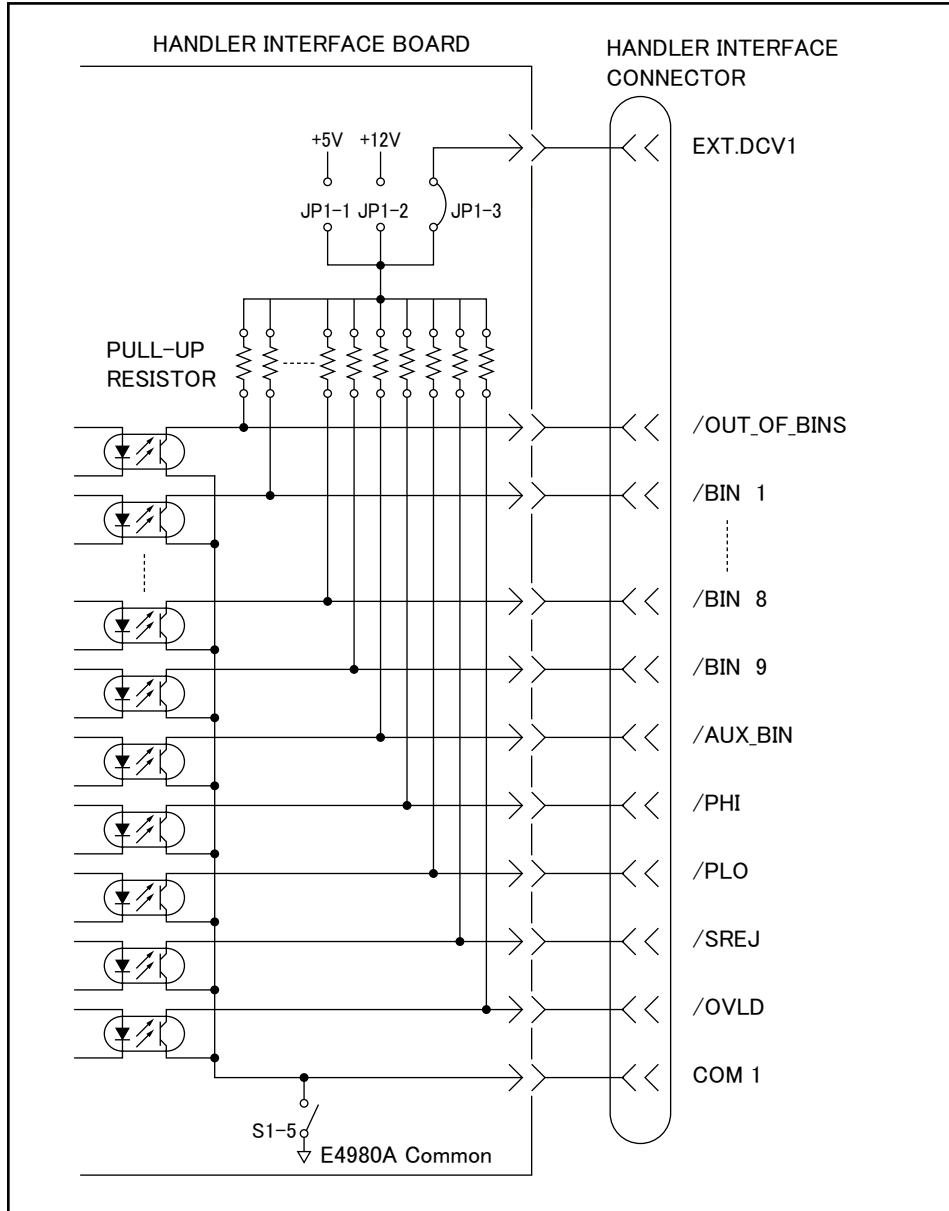 HANDLER INTERFACE BOARD
HANDLER INTERFACE
CONNECTOR
+5V +12V
EXT.DCV1
JP1-1 JP1-2 JP1-3
PULL-UP
RESISTOR
/OUT_OF_BINS
/BIN 1
/BIN 8
/BIN 9
/AUX_BIN
/PHI
/PLO
/SREJ
/OVLD
COM 1
S1-5
E4980A Common